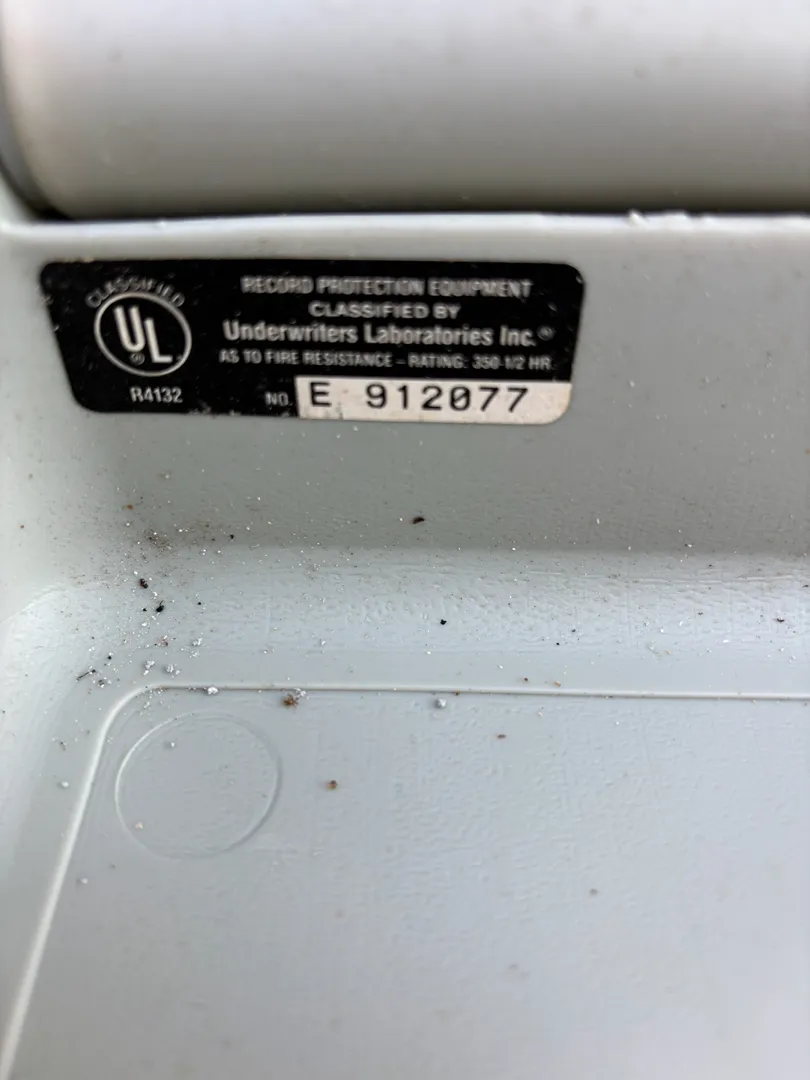 CLASSIFIED
UL
®
R4132
RECORD PROTECTION EQUIPMENT
CLASSIFIED BY
Underwriters Laboratories Inc.®
AS TO FIRE RESISTANCE - RATING: 350-1/2 HR
NO. E 912077